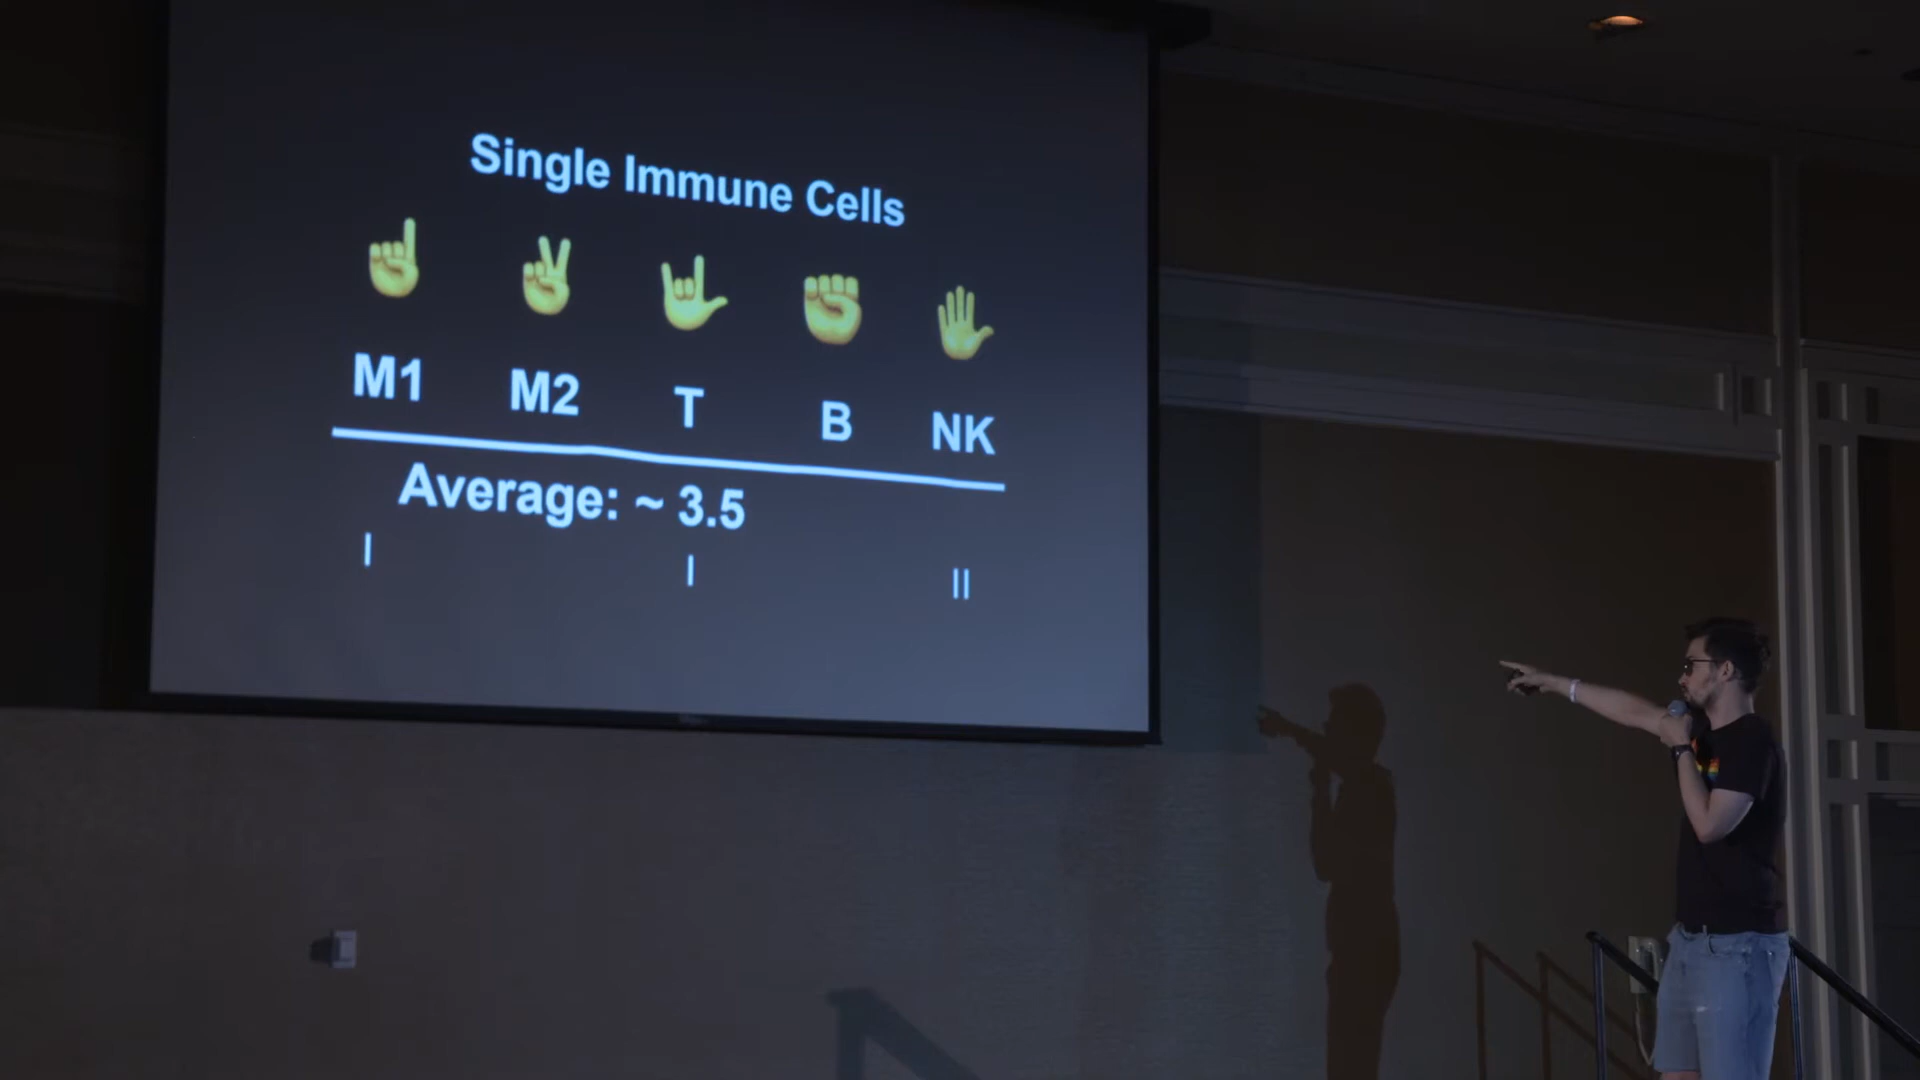 Single Immune Cells
M1 M2 T B NK
Average: ~ 3.5
I I II